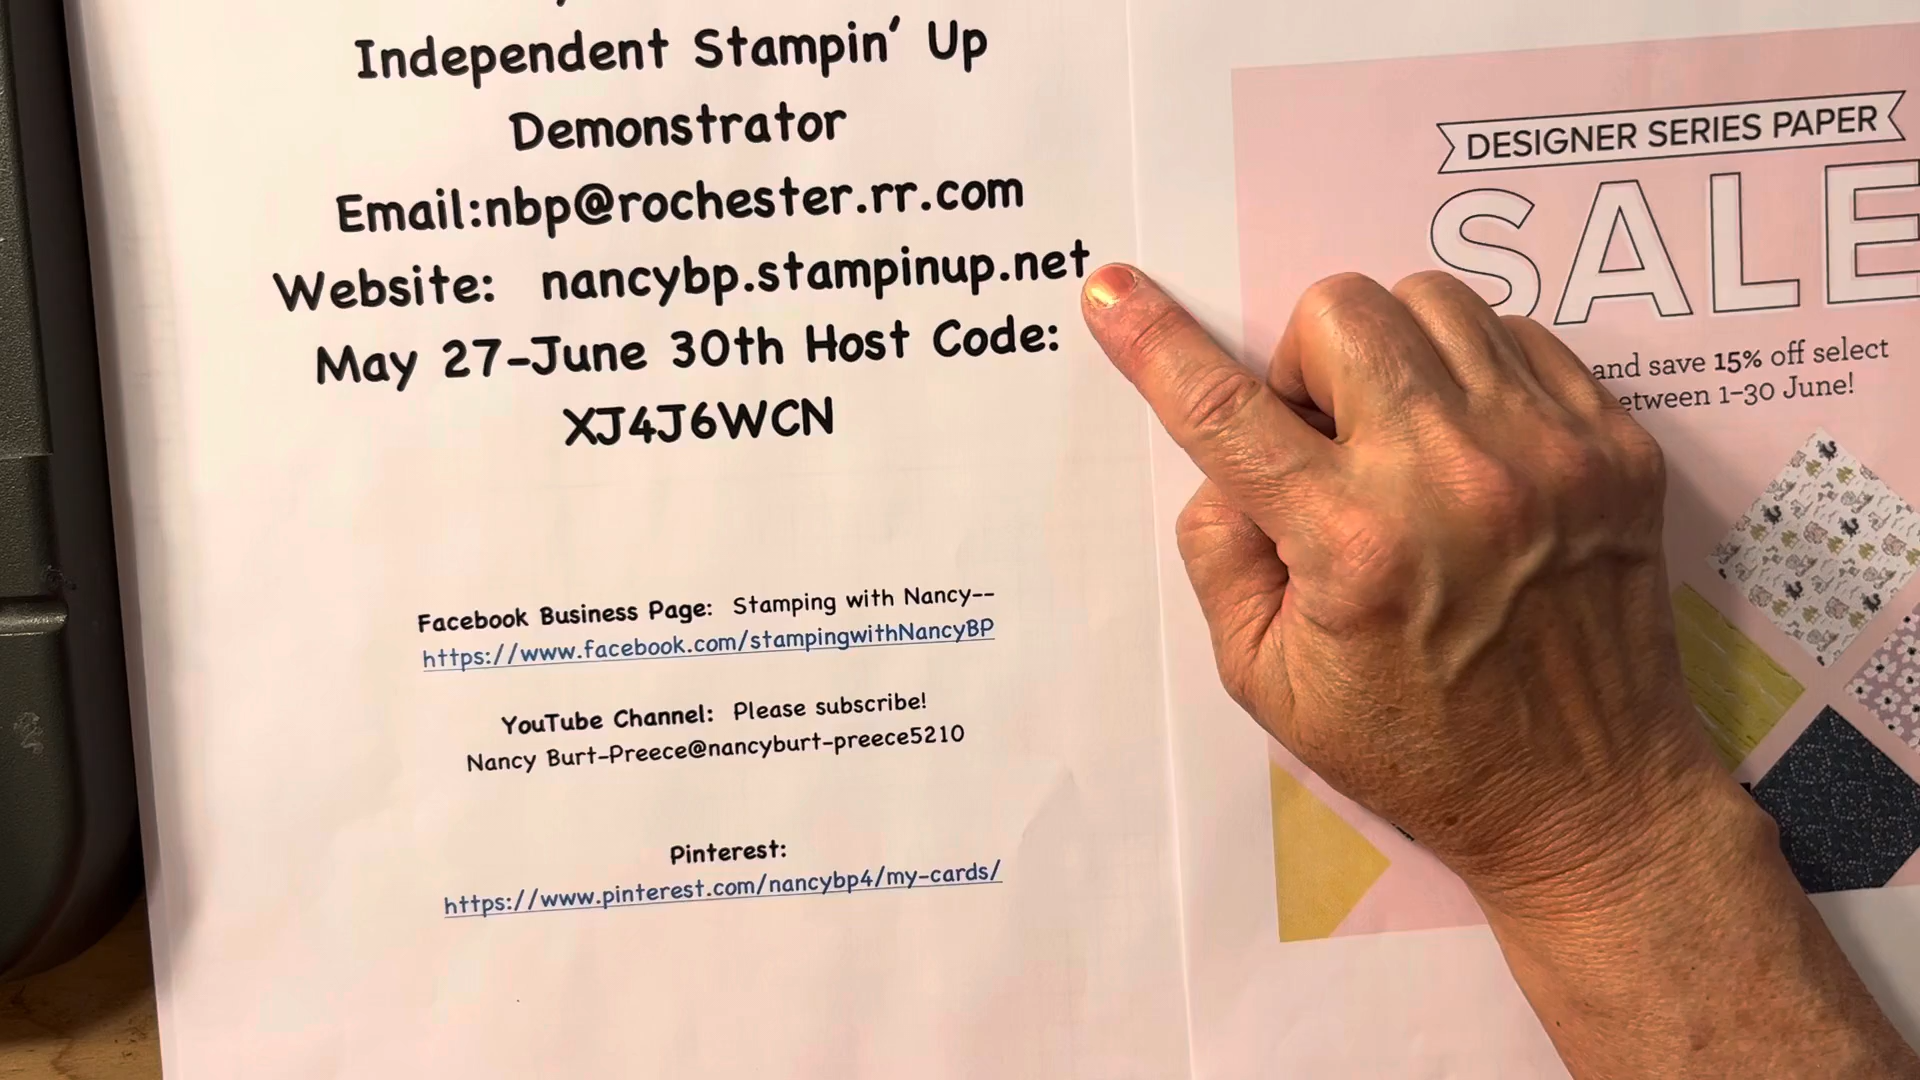 Independent Stampin' Up
Demonstrator
Email:nbp@rochester.rr.com
Website: nancybp.stampinup.net
May 27-June 30th Host Code:
XJ4J6WCN
Facebook Business Page: Stamping with Nancy--
https://www.facebook.com/stampingwithNancyBP
YouTube Channel: Please subscribe!
Nancy Burt-Preece@nancyburt-preece5210
Pinterest:
https://www.pinterest.com/nancybp4/my-cards/
DESIGNER SERIES PAPER
SALE
and save 15% off select
1-30 June!